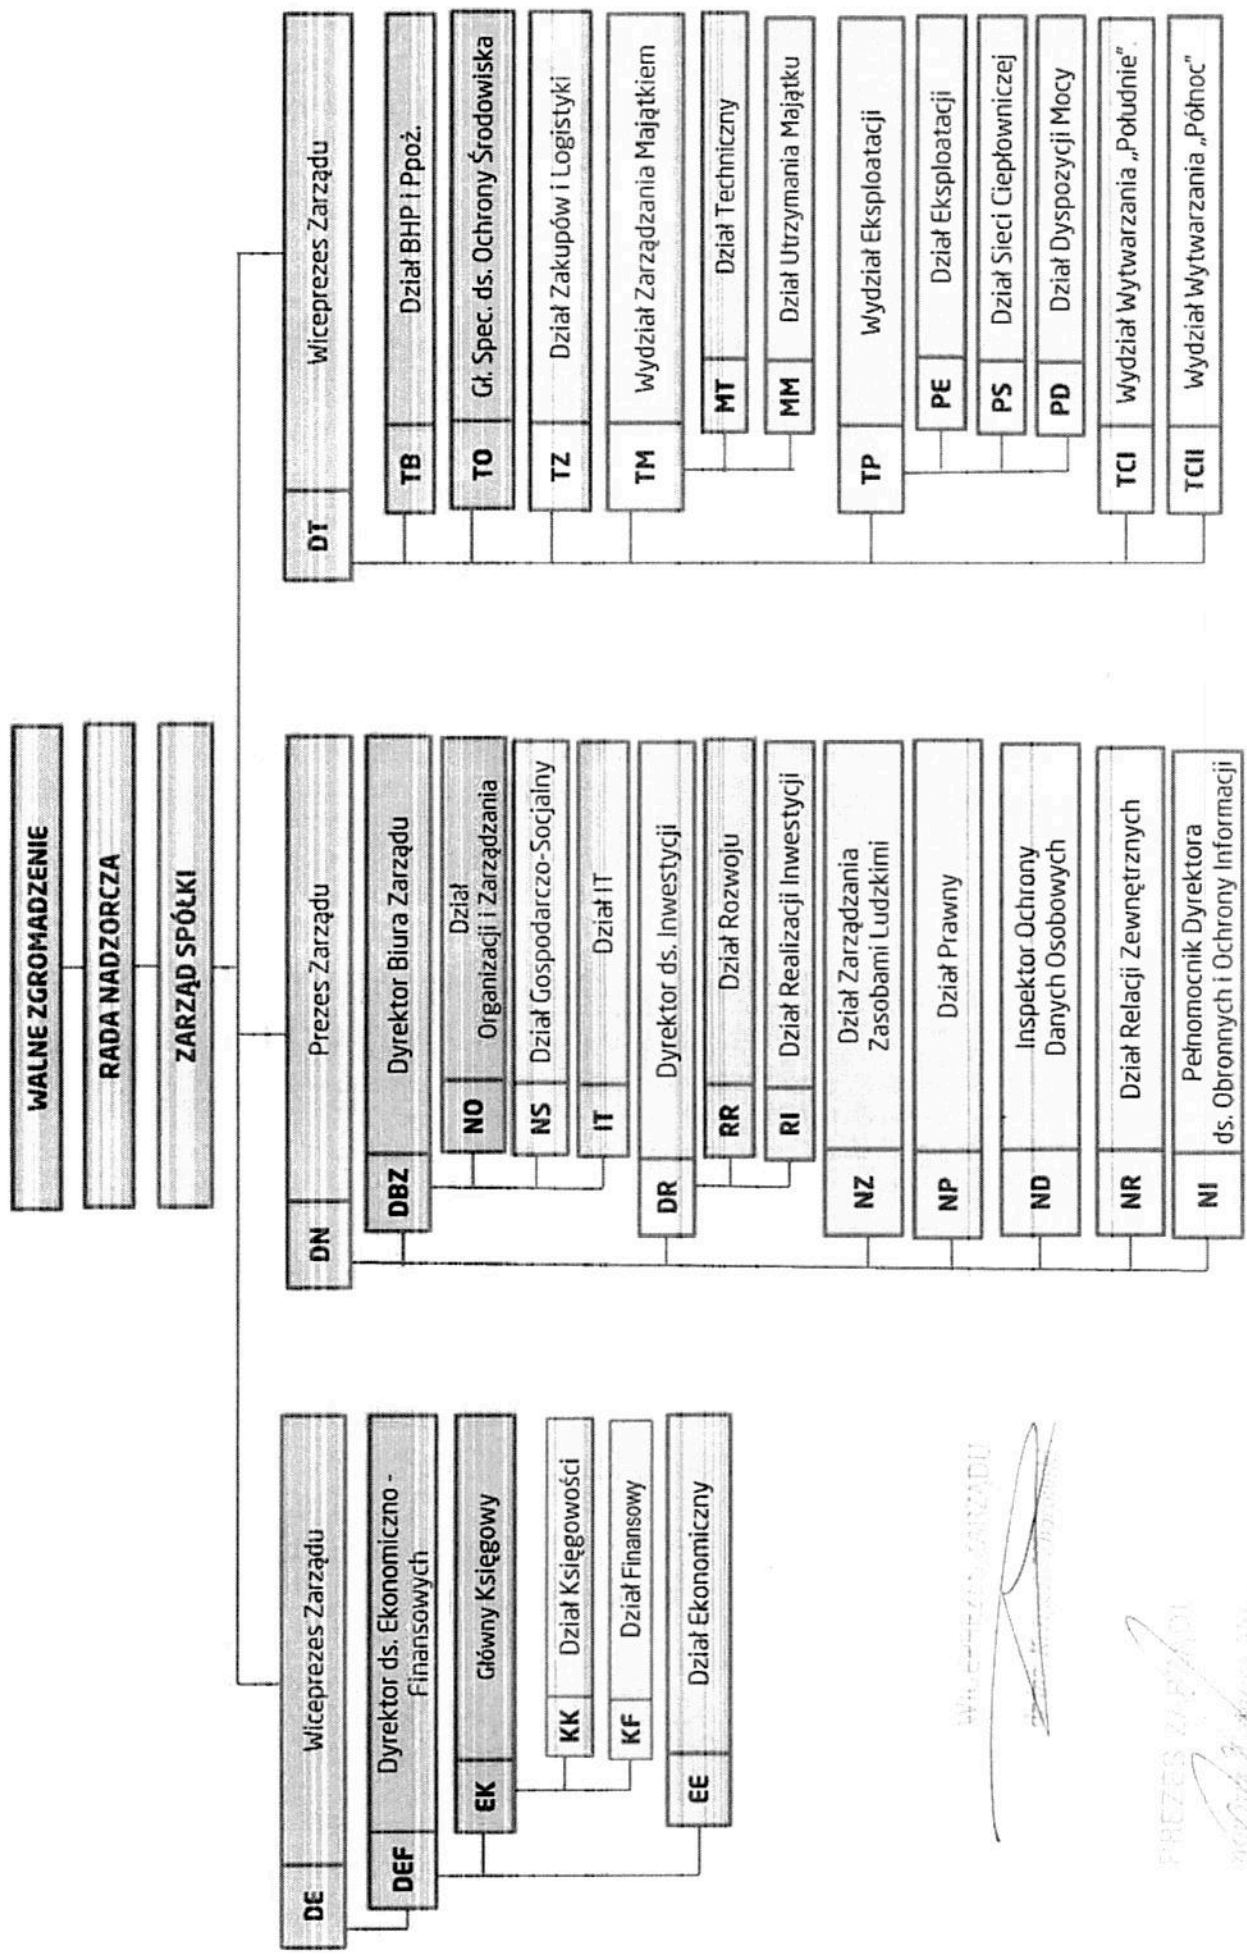 WALNE ZGROMADZENIE
RADA NADZORCZA
ZARZĄD SPÓŁKI
DE Wiceprezes Zarządu
DEF Dyrektor ds. Ekonomiczno -
Finansowych
EK Główny Księgowy
KK Dział Księgowości
KF Dział Finansowy
EE Dział Ekonomiczny
DN Prezes Zarządu
DBZ Dyrektor Biura Zarządu
NO Dział
Organizacji i Zarządzania
NS Dział Gospodarczo-Socjalny
IT Dział IT
DR Dyrektor ds. Inwestycji
RR Dział Rozwoju
RI Dział Realizacji Inwestycji
NZ Dział Zarządzania
Zasobami Ludzkimi
NP Dział Prawny
ND Inspektor Ochrony
Danych Osobowych
NR Dział Relacji Zewnętrznych
NI Pełnomocnik Dyrektora
ds. Obronnych i Ochrony Informacji
DT Wiceprezes Zarządu
TB Dział BHP i Ppoż.
TO Gł. Spec. ds. Ochrony Środowiska
TZ Dział Zakupów i Logistyki
TM Wydział Zarządzania Majątkiem
MT Dział Techniczny
MM Dział Utrzymania Majątku
TP Wydział Eksploatacji
PE Dział Eksploatacji
PS Dział Sieci Ciepłowniczej
PD Dział Dyspozycji Mocy
TCI Wydział Wytwarzania „Południe”
TCII Wydział Wytwarzania „Północ”
WICEPREZES ZARZĄDU
PREZES ZARZĄDU